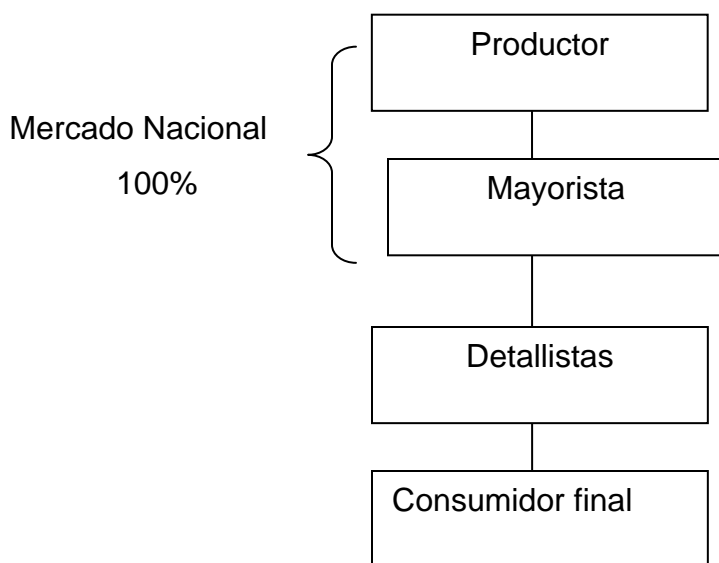 Productor
Mercado Nacional
100%
Mayorista
Detallistas
Consumidor final